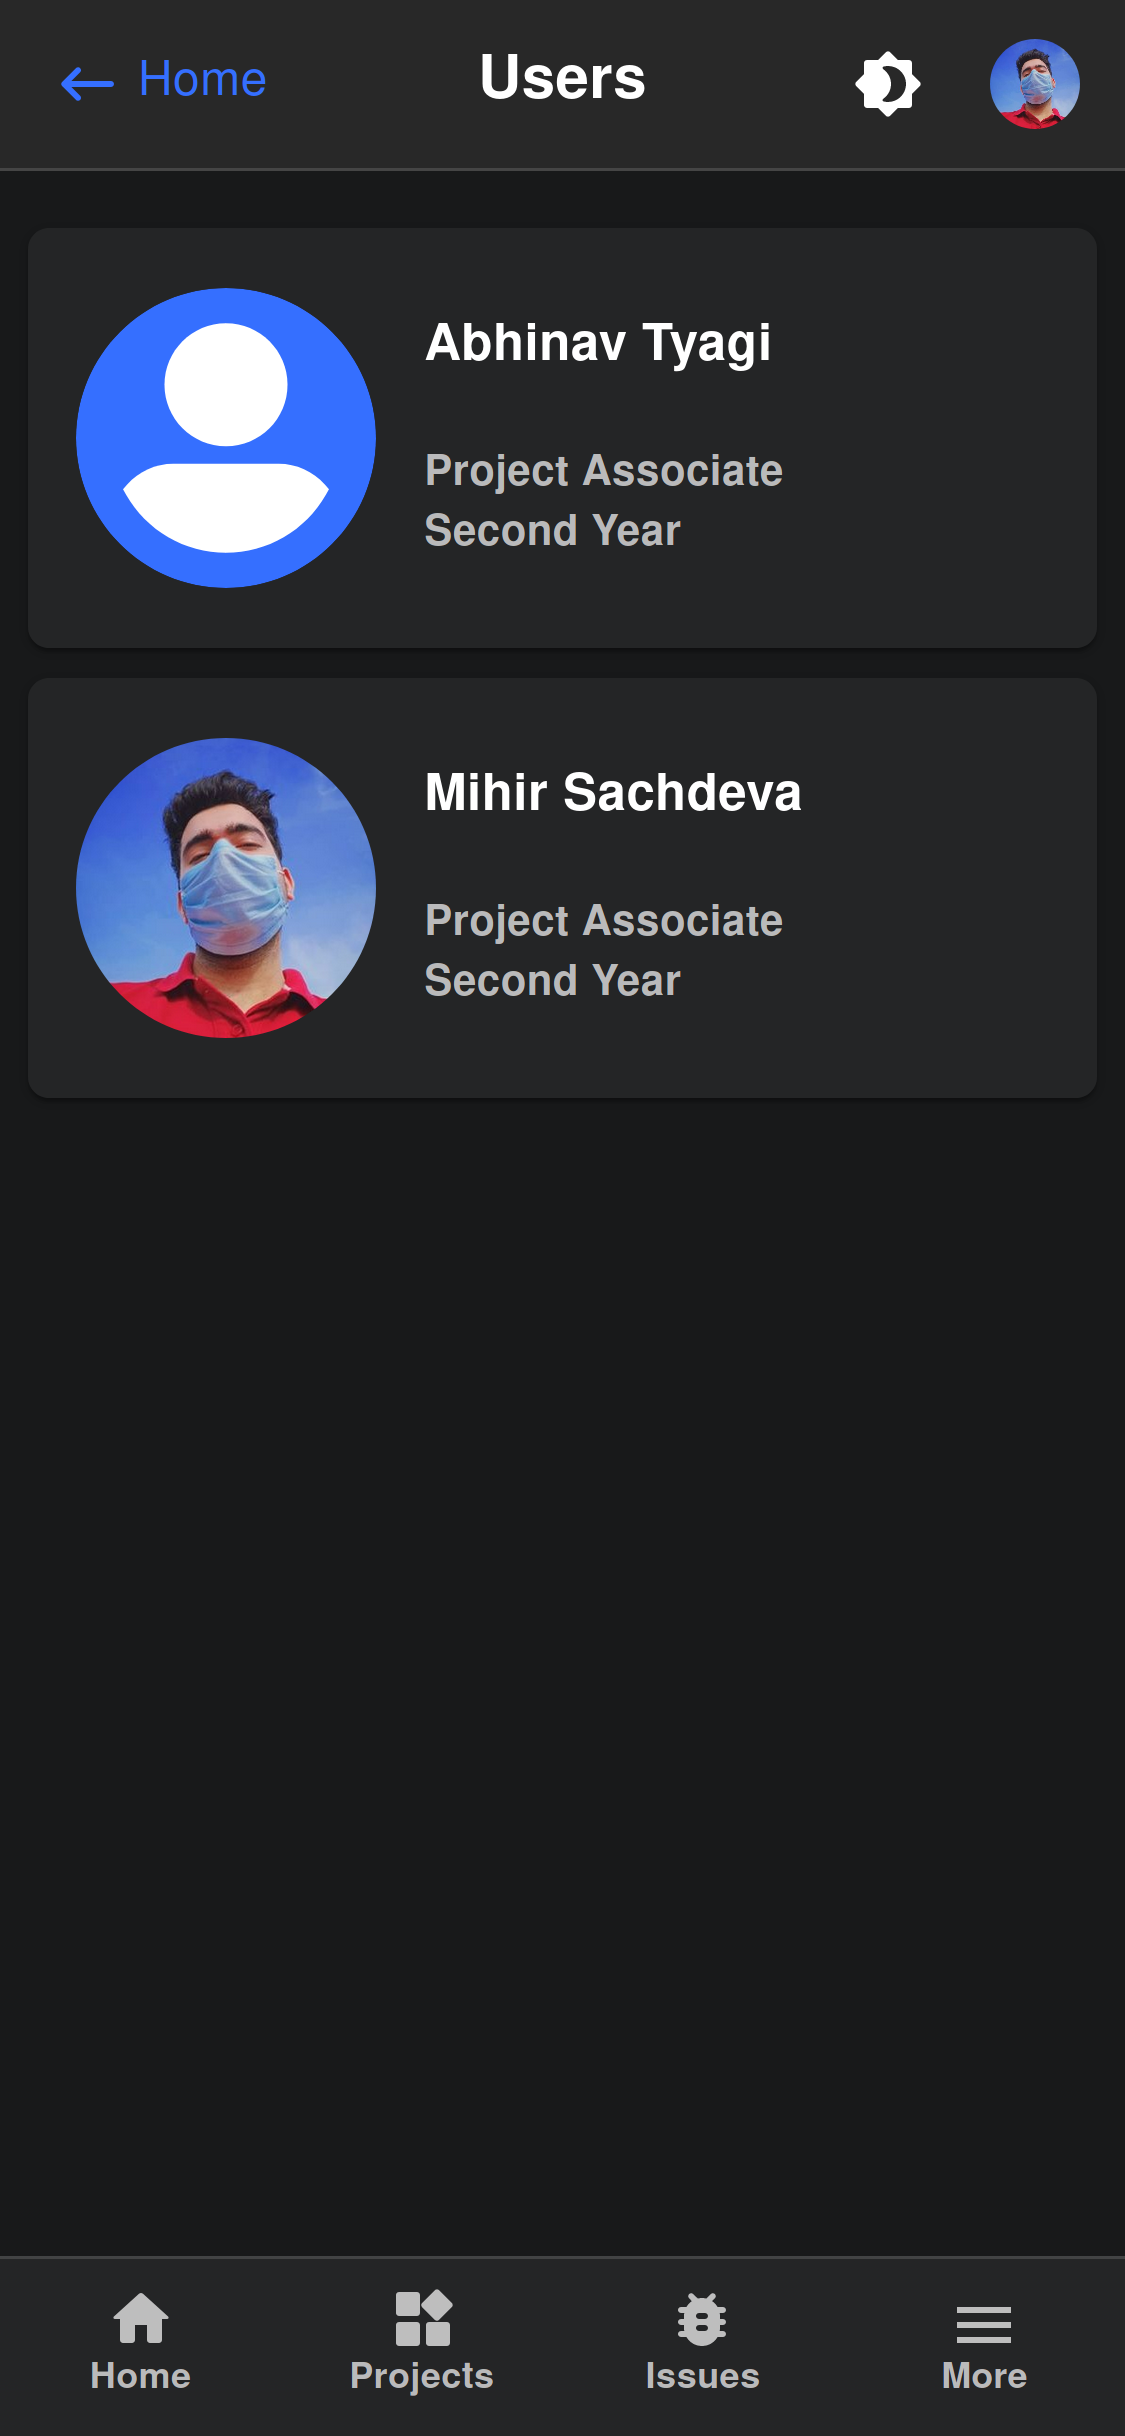 Home
Users
Abhinav Tyagi
Project Associate
Second Year
Mihir Sachdeva
Project Associate
Second Year
Home
Projects
Issues
More